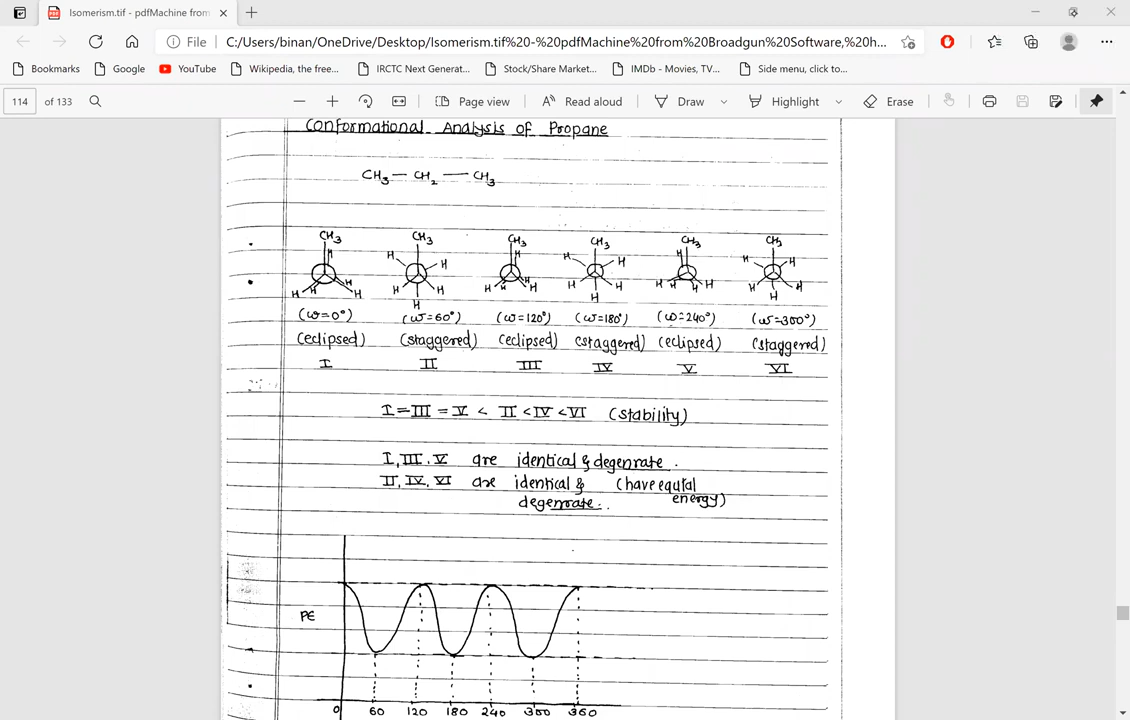 Isomerism.tif - pdfMachine from
File C:/Users/binan/OneDrive/Desktop/Isomerism.tif%20-%20pdfMachine%20from%20Broadgun%20Software,%20h...
Bookmarks Google YouTube Wikipedia, the free... IRCTC Next Generat... Stock/Share Market... IMDb - Movies, TV... Side menu, click to...
114 of 133 Page view Read aloud Draw Highlight Erase
Conformational Analysis of Propane
CH₃ — CH₂ — CH₃
CH₃ CH₃ CH₃ CH₃ CH₃ CH₃
H H H H H H H H H
H H H
H H H H H H H H H H H H H H H
H H H
(ω=0°) (ω=60°) (ω=120°) (ω=180°) (ω=240°) (ω=300°)
(eclipsed) (staggered) (eclipsed) (staggered) (eclipsed) (staggered)
I II III IV V VI
I = III = V < II < IV < VI (stability)
I, III. V are identical & degenrate.
II, IV, VI are identical & (have equtal
degenrate.. energy)
PE
0 60 120 180 240 300 360